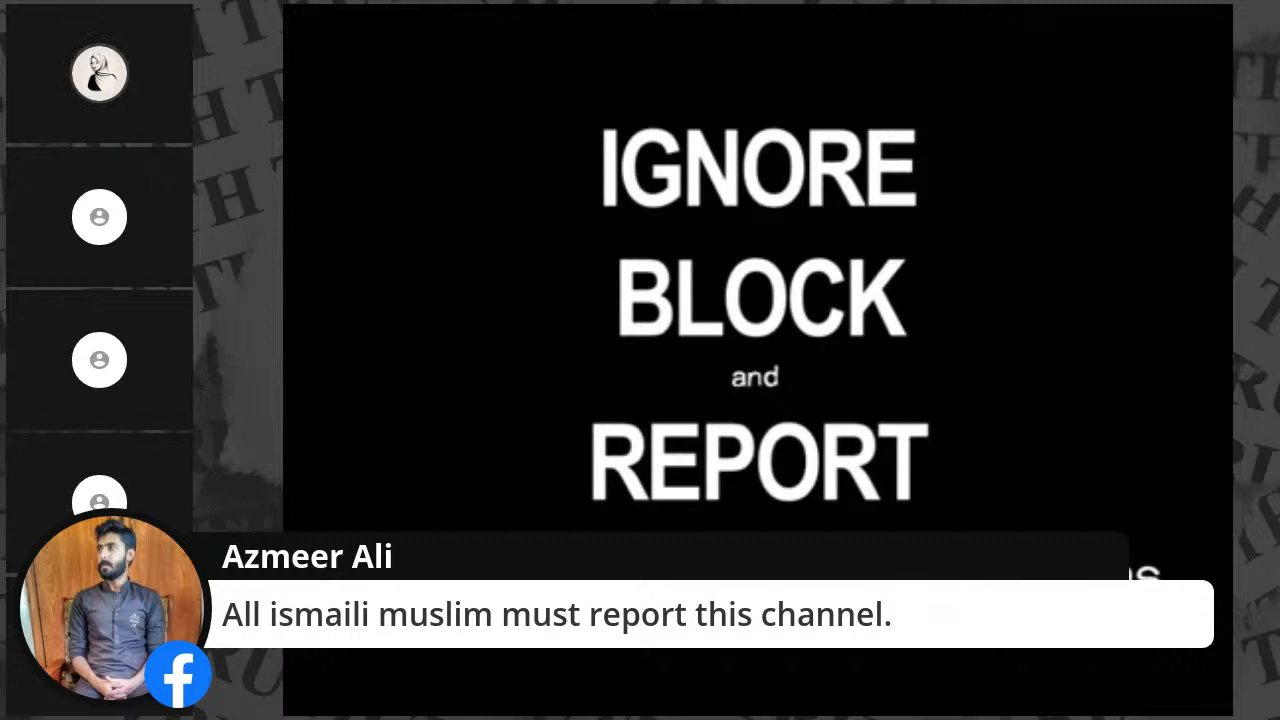 IGNORE
BLOCK
and
REPORT
Azmeer Ali
All ismaili muslim must report this channel.